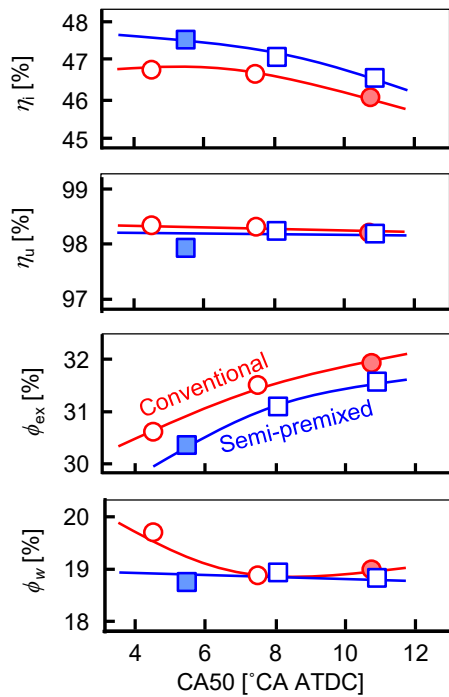 48
47
46
45
ηi [%]
99
98
97
ηu [%]
32
31
30
ϕex [%]
Conventional
Semi-premixed
20
19
18
ϕw [%]
4 6 8 10 12
CA50 [˚CA ATDC]